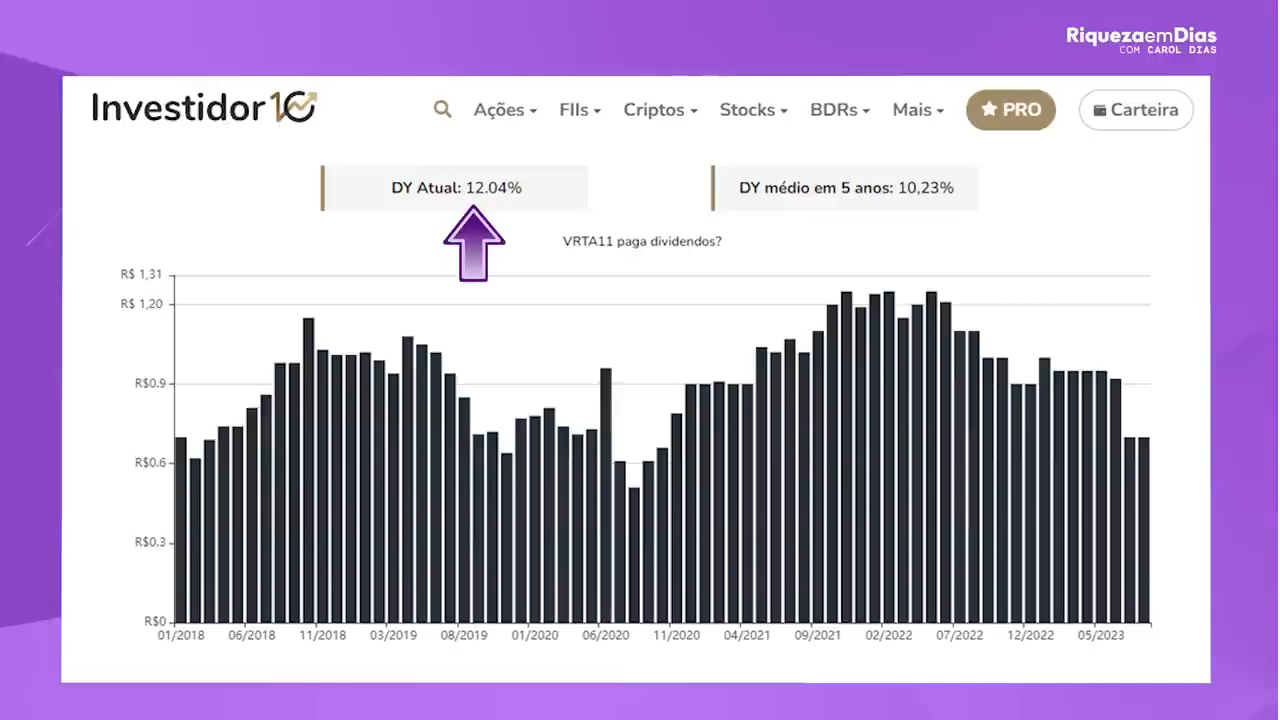 RiquezaemDias
COM CAROL DIAS
Investidor 10
Ações
FIIs
Criptos
Stocks
BDRs
Mais
PRO
Carteira
DY Atual: 12.04%
DY médio em 5 anos: 10,23%
VRTA11 paga dividendos?
R$ 1,31
R$ 1,20
R$0.9
R$0.6
R$0.3
R$0
01/2018 06/2018 11/2018 03/2019 08/2019 01/2020 06/2020 11/2020 04/2021 09/2021 02/2022 07/2022 12/2022 05/2023